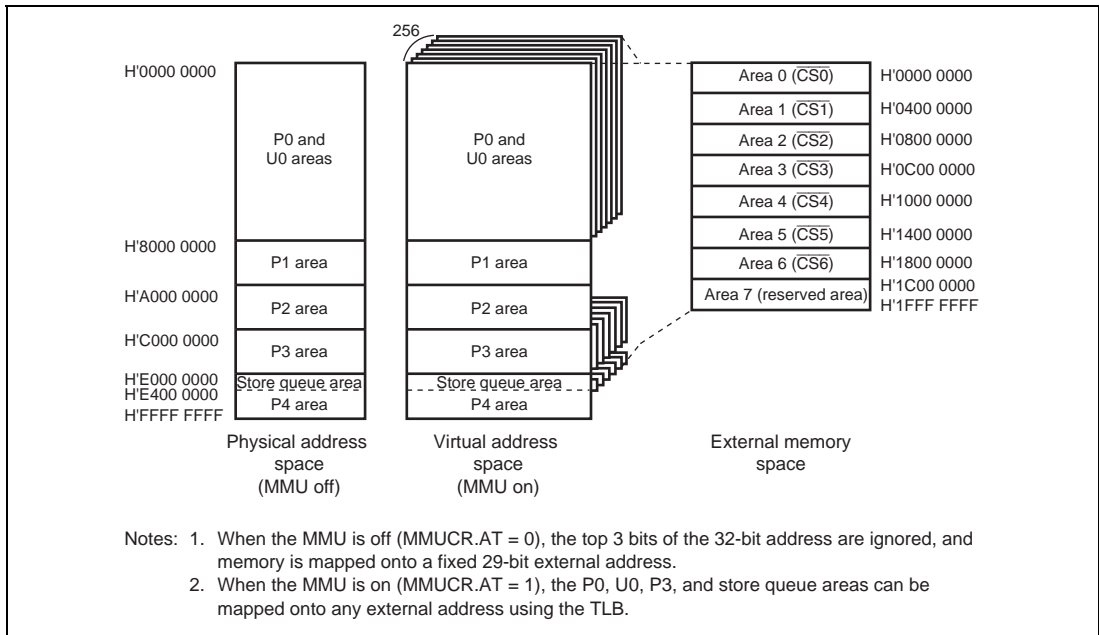 256
H'0000 0000
P0 and
U0 areas
H'8000 0000
P1 area
H'A000 0000
P2 area
H'C000 0000
P3 area
H'E000 0000
Store queue area
H'E400 0000
P4 area
H'FFFF FFFF
Physical address
space
(MMU off)
P0 and
U0 areas
P1 area
P2 area
P3 area
Store queue area
P4 area
Virtual address
space
(MMU on)
Area 0 (C̅S̅0̅) H'0000 0000
Area 1 (C̅S̅1̅) H'0400 0000
Area 2 (C̅S̅2̅) H'0800 0000
Area 3 (C̅S̅3̅) H'0C00 0000
Area 4 (C̅S̅4̅) H'1000 0000
Area 5 (C̅S̅5̅) H'1400 0000
Area 6 (C̅S̅6̅) H'1800 0000
Area 7 (reserved area) H'1C00 0000
H'1FFF FFFF
External memory
space
Notes: 1. When the MMU is off (MMUCR.AT = 0), the top 3 bits of the 32-bit address are ignored, and
memory is mapped onto a fixed 29-bit external address.
2. When the MMU is on (MMUCR.AT = 1), the P0, U0, P3, and store queue areas can be
mapped onto any external address using the TLB.